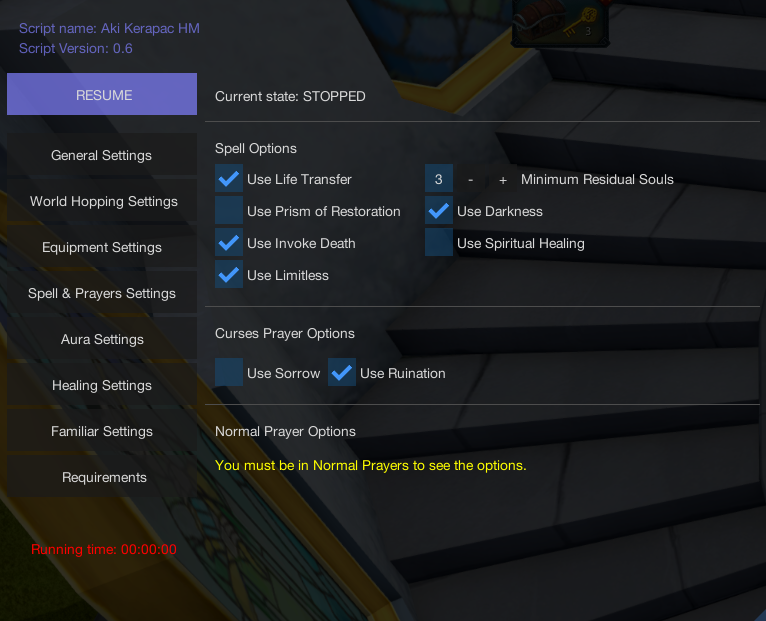 Script name: Aki Kerapac HM
Script Version: 0.6
RESUME
General Settings
World Hopping Settings
Equipment Settings
Spell & Prayers Settings
Aura Settings
Healing Settings
Familiar Settings
Requirements
Running time: 00:00:00
3
Current state: STOPPED
Spell Options
Use Life Transfer
3 - + Minimum Residual Souls
Use Prism of Restoration
Use Darkness
Use Invoke Death
Use Spiritual Healing
Use Limitless
Curses Prayer Options
Use Sorrow
Use Ruination
Normal Prayer Options
You must be in Normal Prayers to see the options.